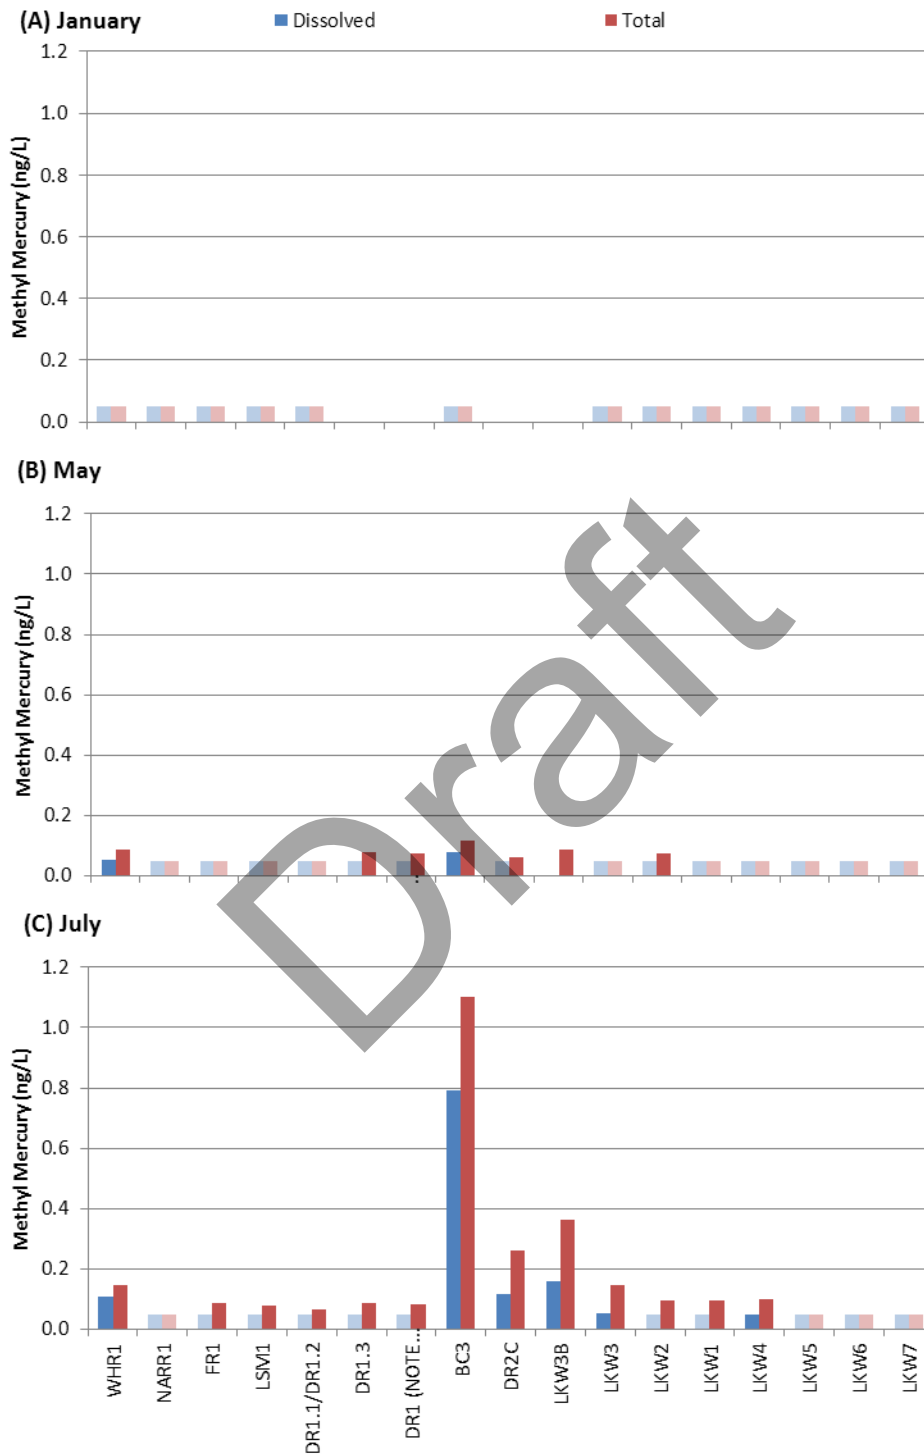 (A) January
Dissolved
Total
Methyl Mercury (ng/L)
1.2
1.0
0.8
0.6
0.4
0.2
0.0
(B) May
Methyl Mercury (ng/L)
1.2
1.0
0.8
0.6
0.4
0.2
0.0
Draft
(C) July
Methyl Mercury (ng/L)
1.2
1.0
0.8
0.6
0.4
0.2
0.0
WHR1
NARR1
FR1
LSM1
DR1.1/DR1.2
DR1.3
DR1 (NOTE...
BC3
DR2C
LKW3B
LKW3
LKW2
LKW1
LKW4
LKW5
LKW6
LKW7